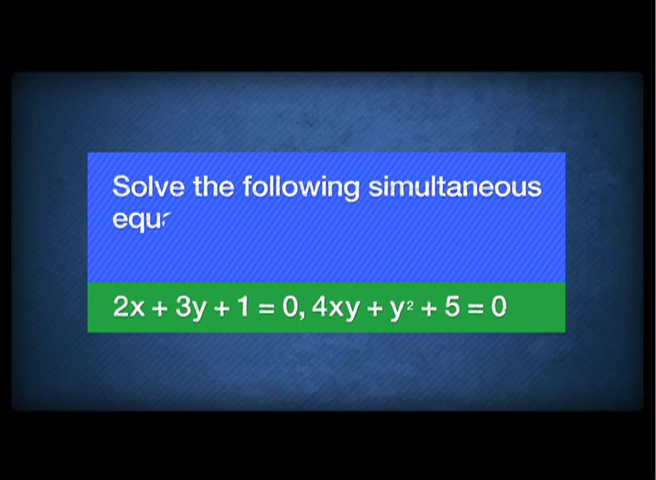 Solve the following simultaneous
2x + 3y + 1 = 0, 4xy + y² + 5 = 0